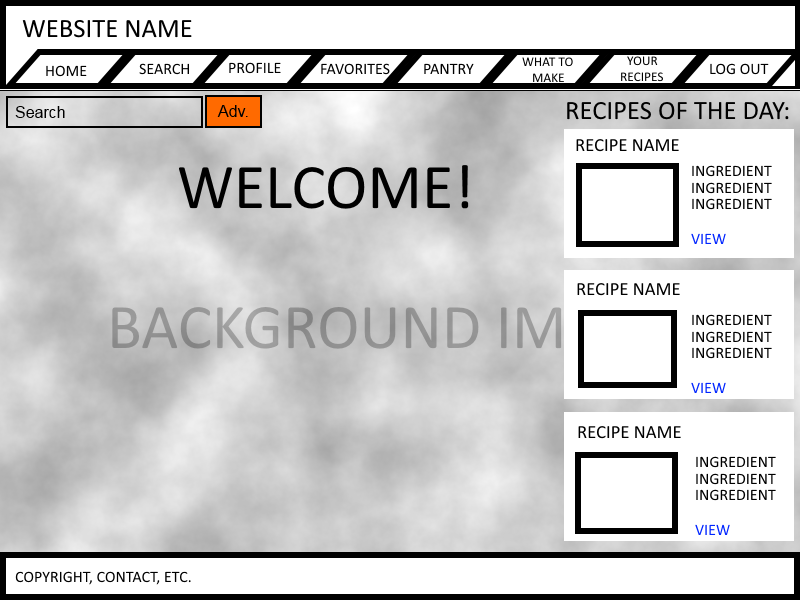 WEBSITE NAME
HOME
SEARCH
PROFILE
FAVORITES
PANTRY
WHAT TO
MAKE
YOUR
RECIPES
LOG OUT
Search
Adv.
WELCOME!
BACKGROUND IM
RECIPES OF THE DAY:
RECIPE NAME
INGREDIENT
INGREDIENT
INGREDIENT
VIEW
RECIPE NAME
INGREDIENT
INGREDIENT
INGREDIENT
VIEW
RECIPE NAME
INGREDIENT
INGREDIENT
INGREDIENT
VIEW
COPYRIGHT, CONTACT, ETC.